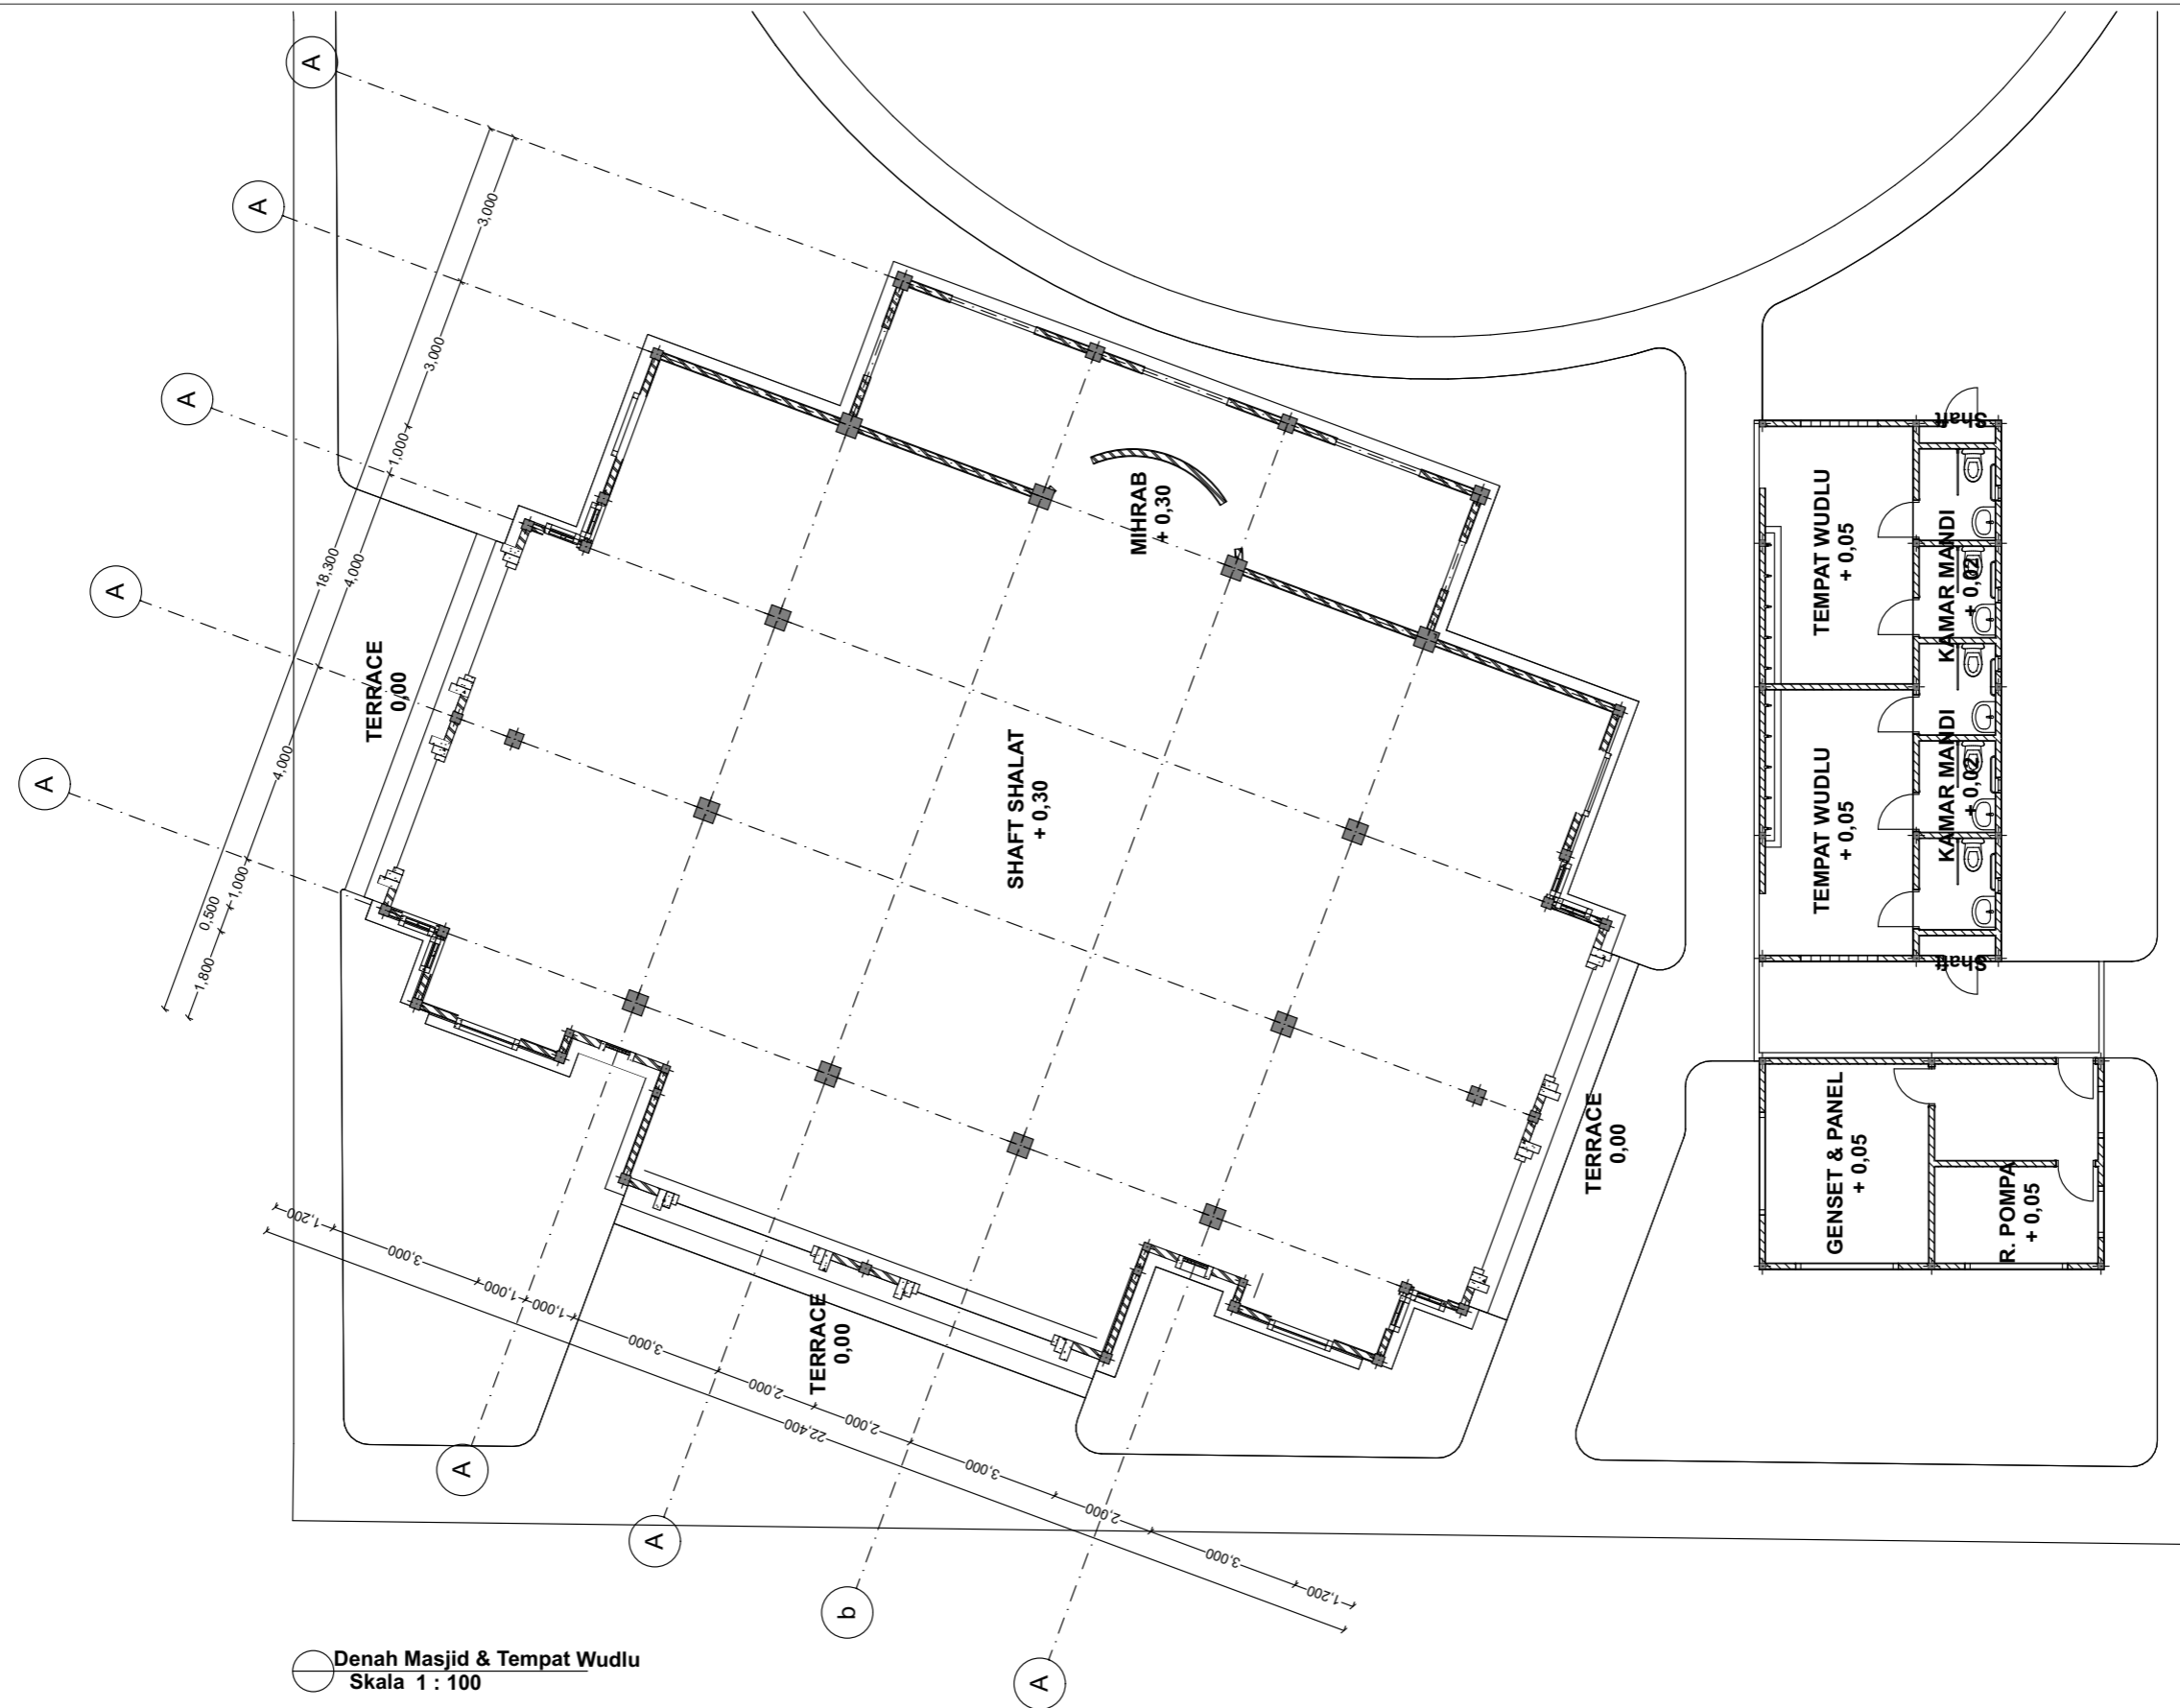 A
A
A
A
A
3,000
3,000
1,000
4,000
18,300
4,000
1,000
0,500
1,800
TERRACE
0,00
MIHRAB
+ 0,30
SHAFT SHALAT
+ 0,30
TERRACE
0,00
TERRACE
0,00
Shaft
TEMPAT WUDLU
+ 0,05
KAMAR MANDI
+ 0,02
TEMPAT WUDLU
+ 0,05
KAMAR MANDI
+ 0,02
Shaft
GENSET & PANEL
+ 0,05
R. POMPA
+ 0,05
1,200
3,000
1,000
1,000
3,000
2,000
2,000
22,400
3,000
2,000
3,000
1,200
A
A
b
A
Denah Masjid & Tempat Wudlu
Skala 1 : 100